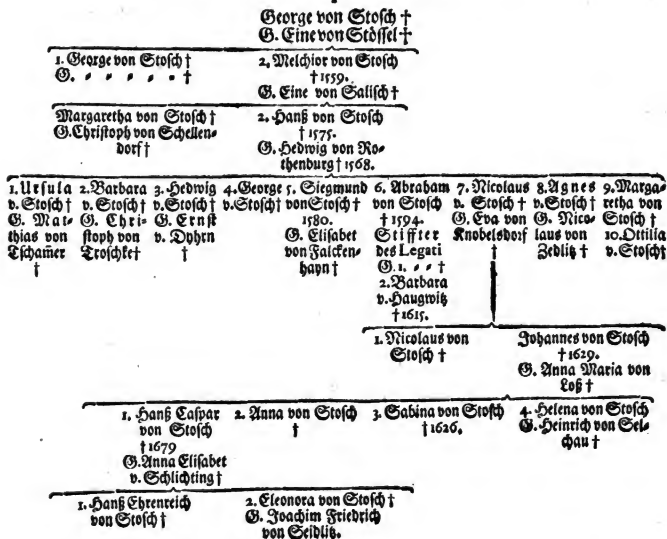 George von Stosch †
G. Eine von Stössel †
1. George von Stosch †
G. † 
2. Melchior von Stosch
† 1559.
G. Eine von Salisch †
Margaretha von Stosch †
G. Christoph von Schellen-
dorf †
2. Hanß von Stosch
† 1575.
G. Hedwig von Ro-
thenburg † 1568.
1. Ursula
v. Stosch †
G. Mat-
thias von
Tscham̅er
†
2. Barbara
v. Stosch †
G. Chri-
stoph von
Troschke †
3. Hedwig
v. Stosch †
G. Ernst
v. Dyhrn
†
4. George
v. Stosch †
5. Siegmund
von Stosch †
1580.
G. Elisabet
von Falcken-
hayn †
6. Abraham
von Stosch
† 1594.
Stiffter
des Legati
G. 1. †
2. Barbara
v. Haugwitz
† 1615.
7. Nicolaus
v. Stosch †
G. Eva von
Knobelsdorf
†
8. Agnes
v. Stosch †
G. Nico-
laus von
Zedlitz †
9. Marga-
retha von
Stosch †
10. Ottilia
v. Stosch †
1. Nicolaus von
Stosch †
Johannes von Stosch
† 1629.
G. Anna Maria von
Loß †
1. Hanß Caspar
von Stosch
† 1679
G. Anna Elisabet
v. Schlichting †
2. Anna von Stosch
†
3. Sabina von Stosch
† 1626.
4. Helena von Stosch
G. Heinrich von Sel-
chau †
1. Hanß Ehrenreich
von Stosch †
2. Eleonora von Stosch †
G. Joachim Friedrich
von Seidlitz.